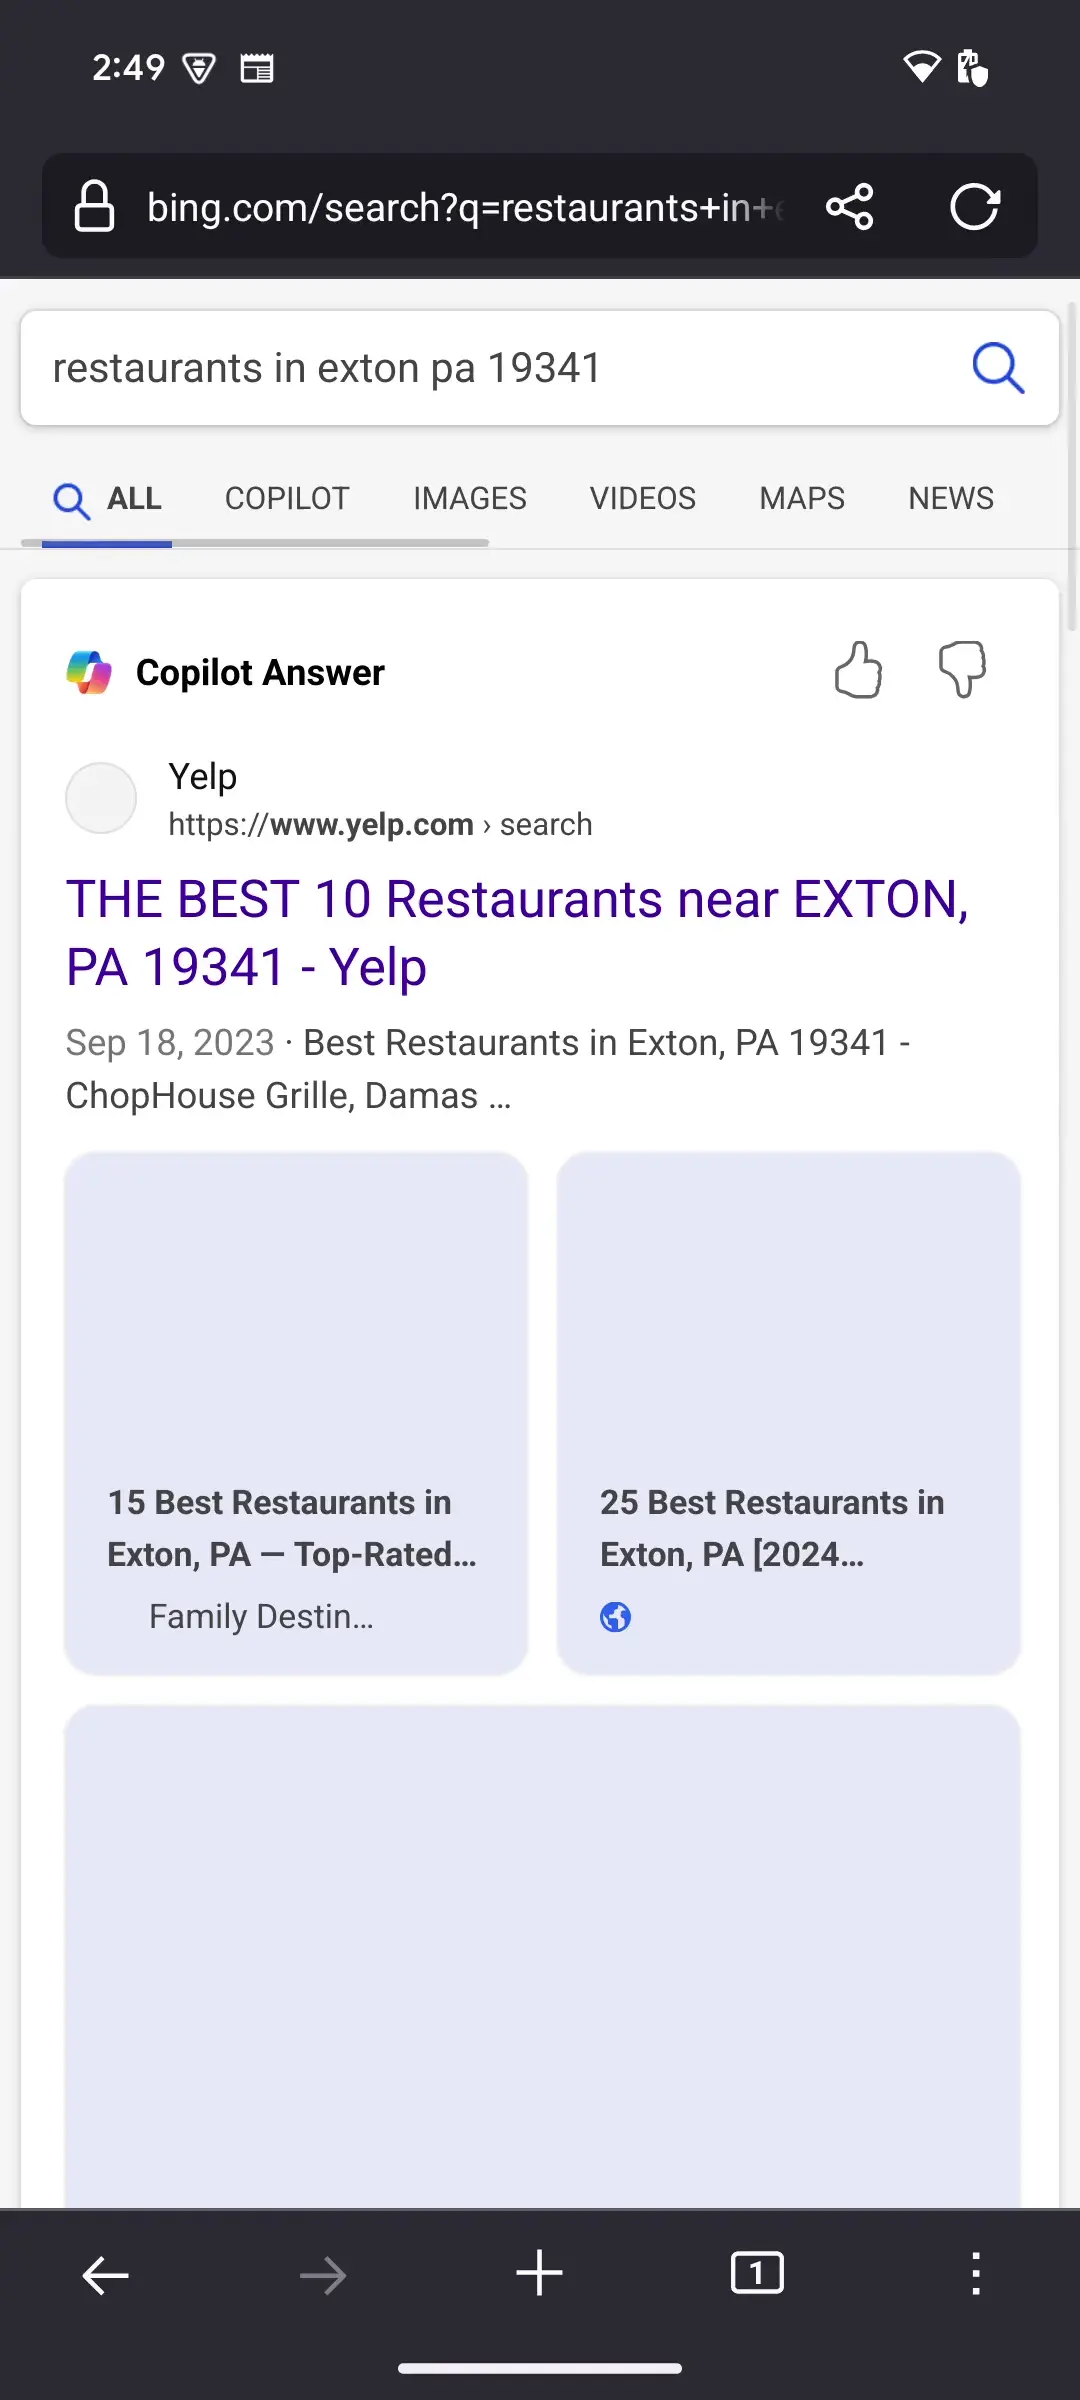 2:49
bing.com/search?q=restaurants+in+
restaurants in exton pa 19341
ALL COPILOT IMAGES VIDEOS MAPS NEWS
Copilot Answer
Yelp
https://www.yelp.com › search
THE BEST 10 Restaurants near EXTON,
PA 19341 - Yelp
Sep 18, 2023 · Best Restaurants in Exton, PA 19341 -
ChopHouse Grille, Damas ...
15 Best Restaurants in
Exton, PA — Top-Rated...
Family Destin...
25 Best Restaurants in
Exton, PA [2024...
1